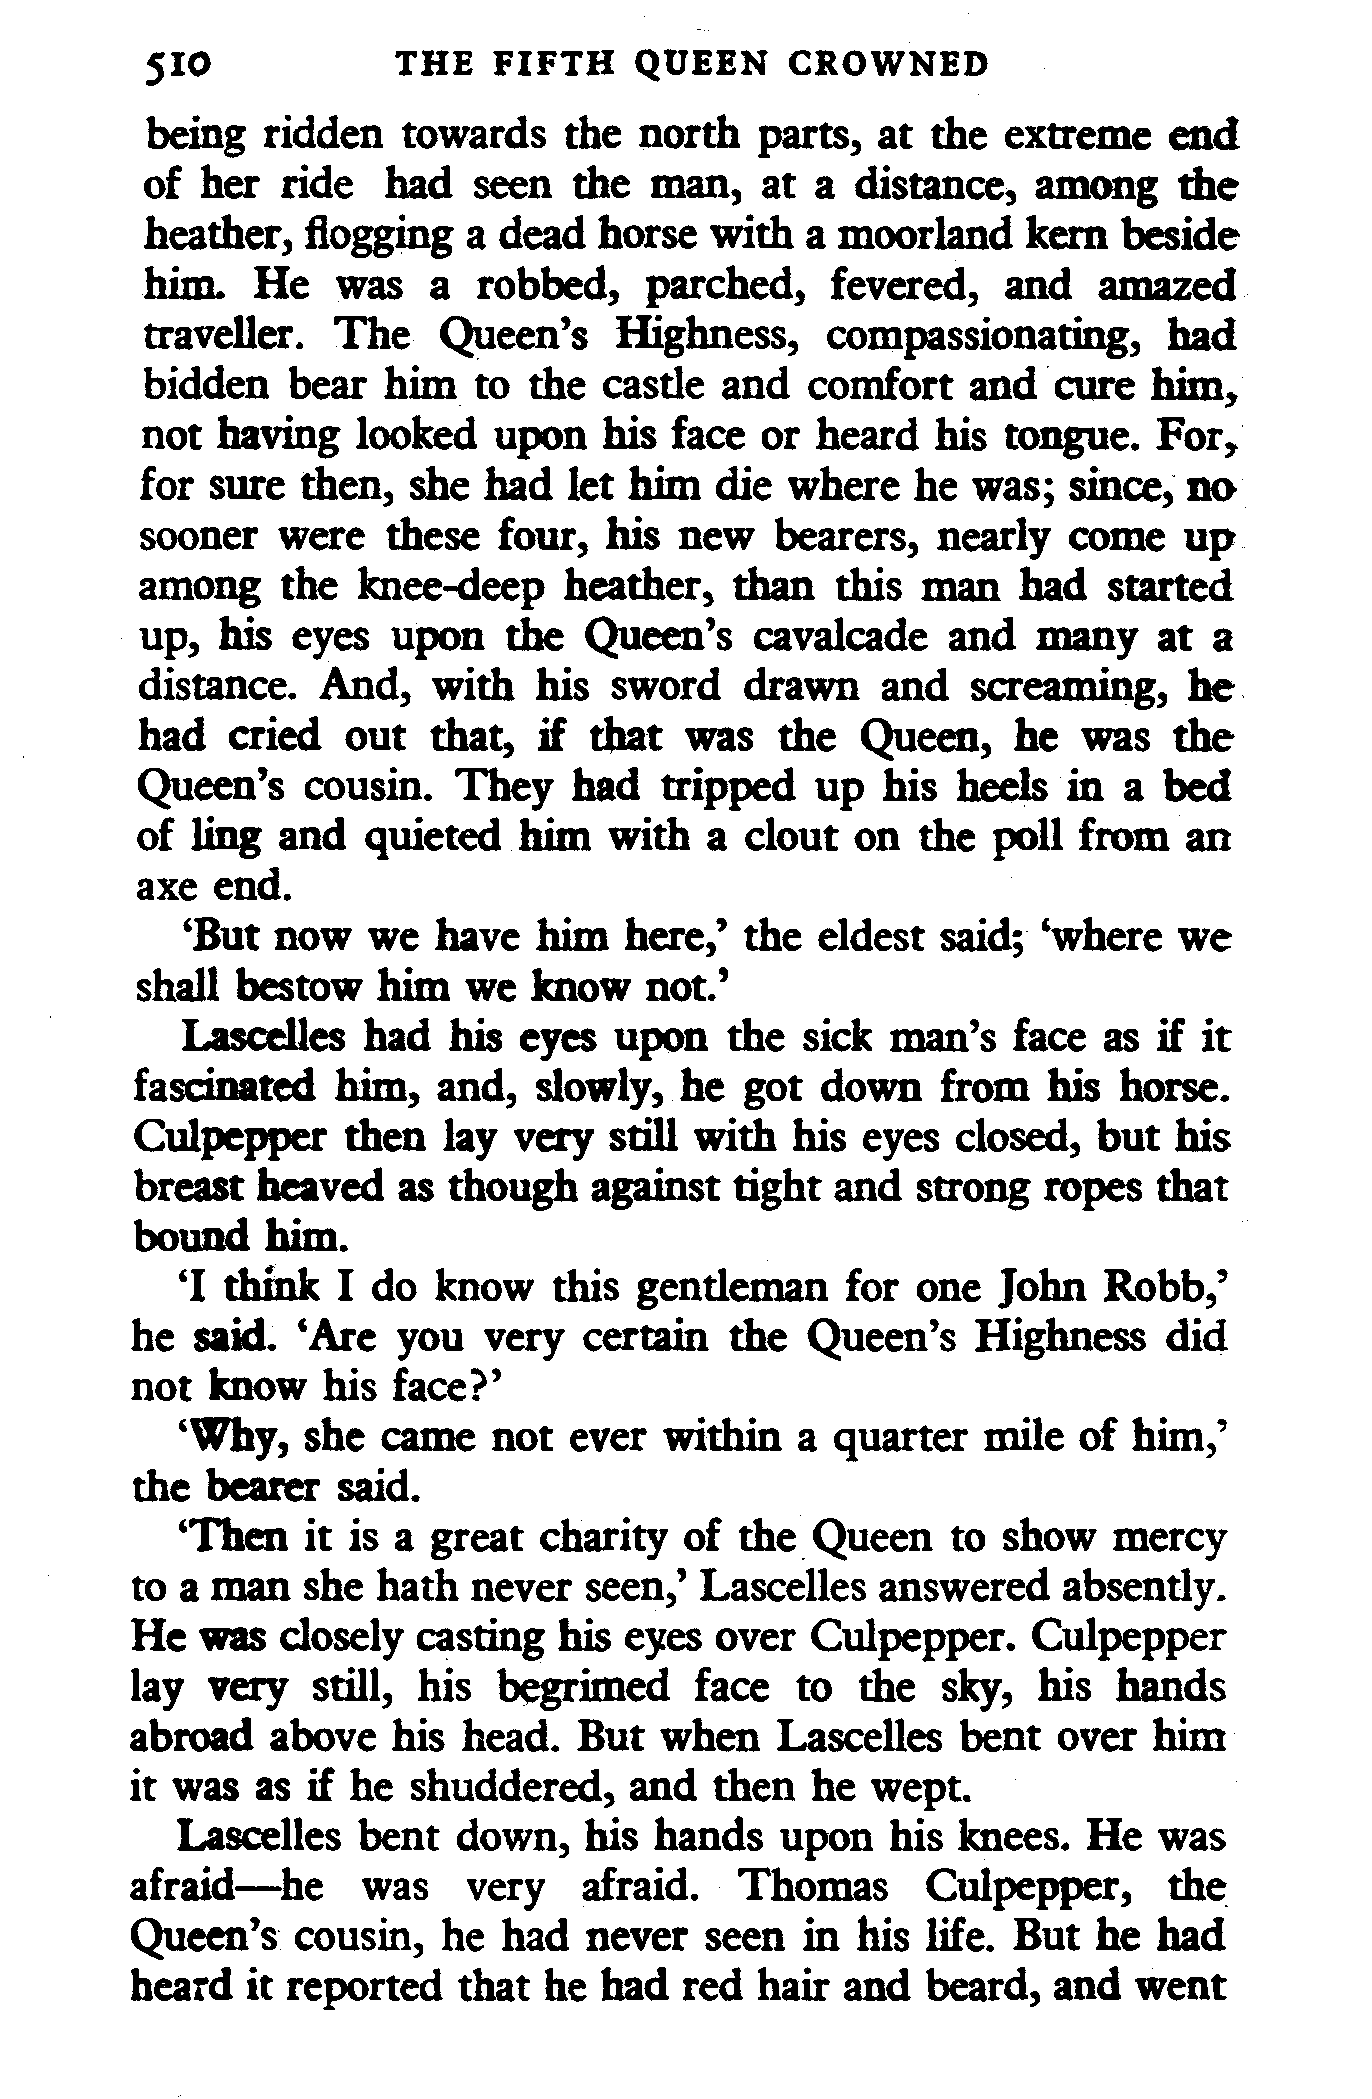 510 THE FIFTH QUEEN CROWNED
being ridden towards the north parts, at the extreme end
of her ride had seen the man, at a distance, among the
heather, flogging a dead horse with a moorland kern beside
him. He was a robbed, parched, fevered, and amazed
traveller. The Queen's Highness, compassionating, had
bidden bear him to the castle and comfort and cure him,
not having looked upon his face or heard his tongue. For,
for sure then, she had let him die where he was; since, no
sooner were these four, his new bearers, nearly come up
among the knee-deep heather, than this man had started
up, his eyes upon the Queen's cavalcade and many at a
distance. And, with his sword drawn and screaming, he
had cried out that, if that was the Queen, he was the
Queen's cousin. They had tripped up his heels in a bed
of ling and quieted him with a clout on the poll from an
axe end.
‘But now we have him here,’ the eldest said; ‘where we
shall bestow him we know not.’
Lascelles had his eyes upon the sick man's face as if it
fascinated him, and, slowly, he got down from his horse.
Culpepper then lay very still with his eyes closed, but his
breast heaved as though against tight and strong ropes that
bound him.
‘I think I do know this gentleman for one John Robb,’
he said. ‘Are you very certain the Queen's Highness did
not know his face?’
‘Why, she came not ever within a quarter mile of him,’
the bearer said.
‘Then it is a great charity of the Queen to show mercy
to a man she hath never seen,’ Lascelles answered absently.
He was closely casting his eyes over Culpepper. Culpepper
lay very still, his begrimed face to the sky, his hands
abroad above his head. But when Lascelles bent over him
it was as if he shuddered, and then he wept.
Lascelles bent down, his hands upon his knees. He was
afraid—he was very afraid. Thomas Culpepper, the
Queen's cousin, he had never seen in his life. But he had
heard it reported that he had red hair and beard, and went